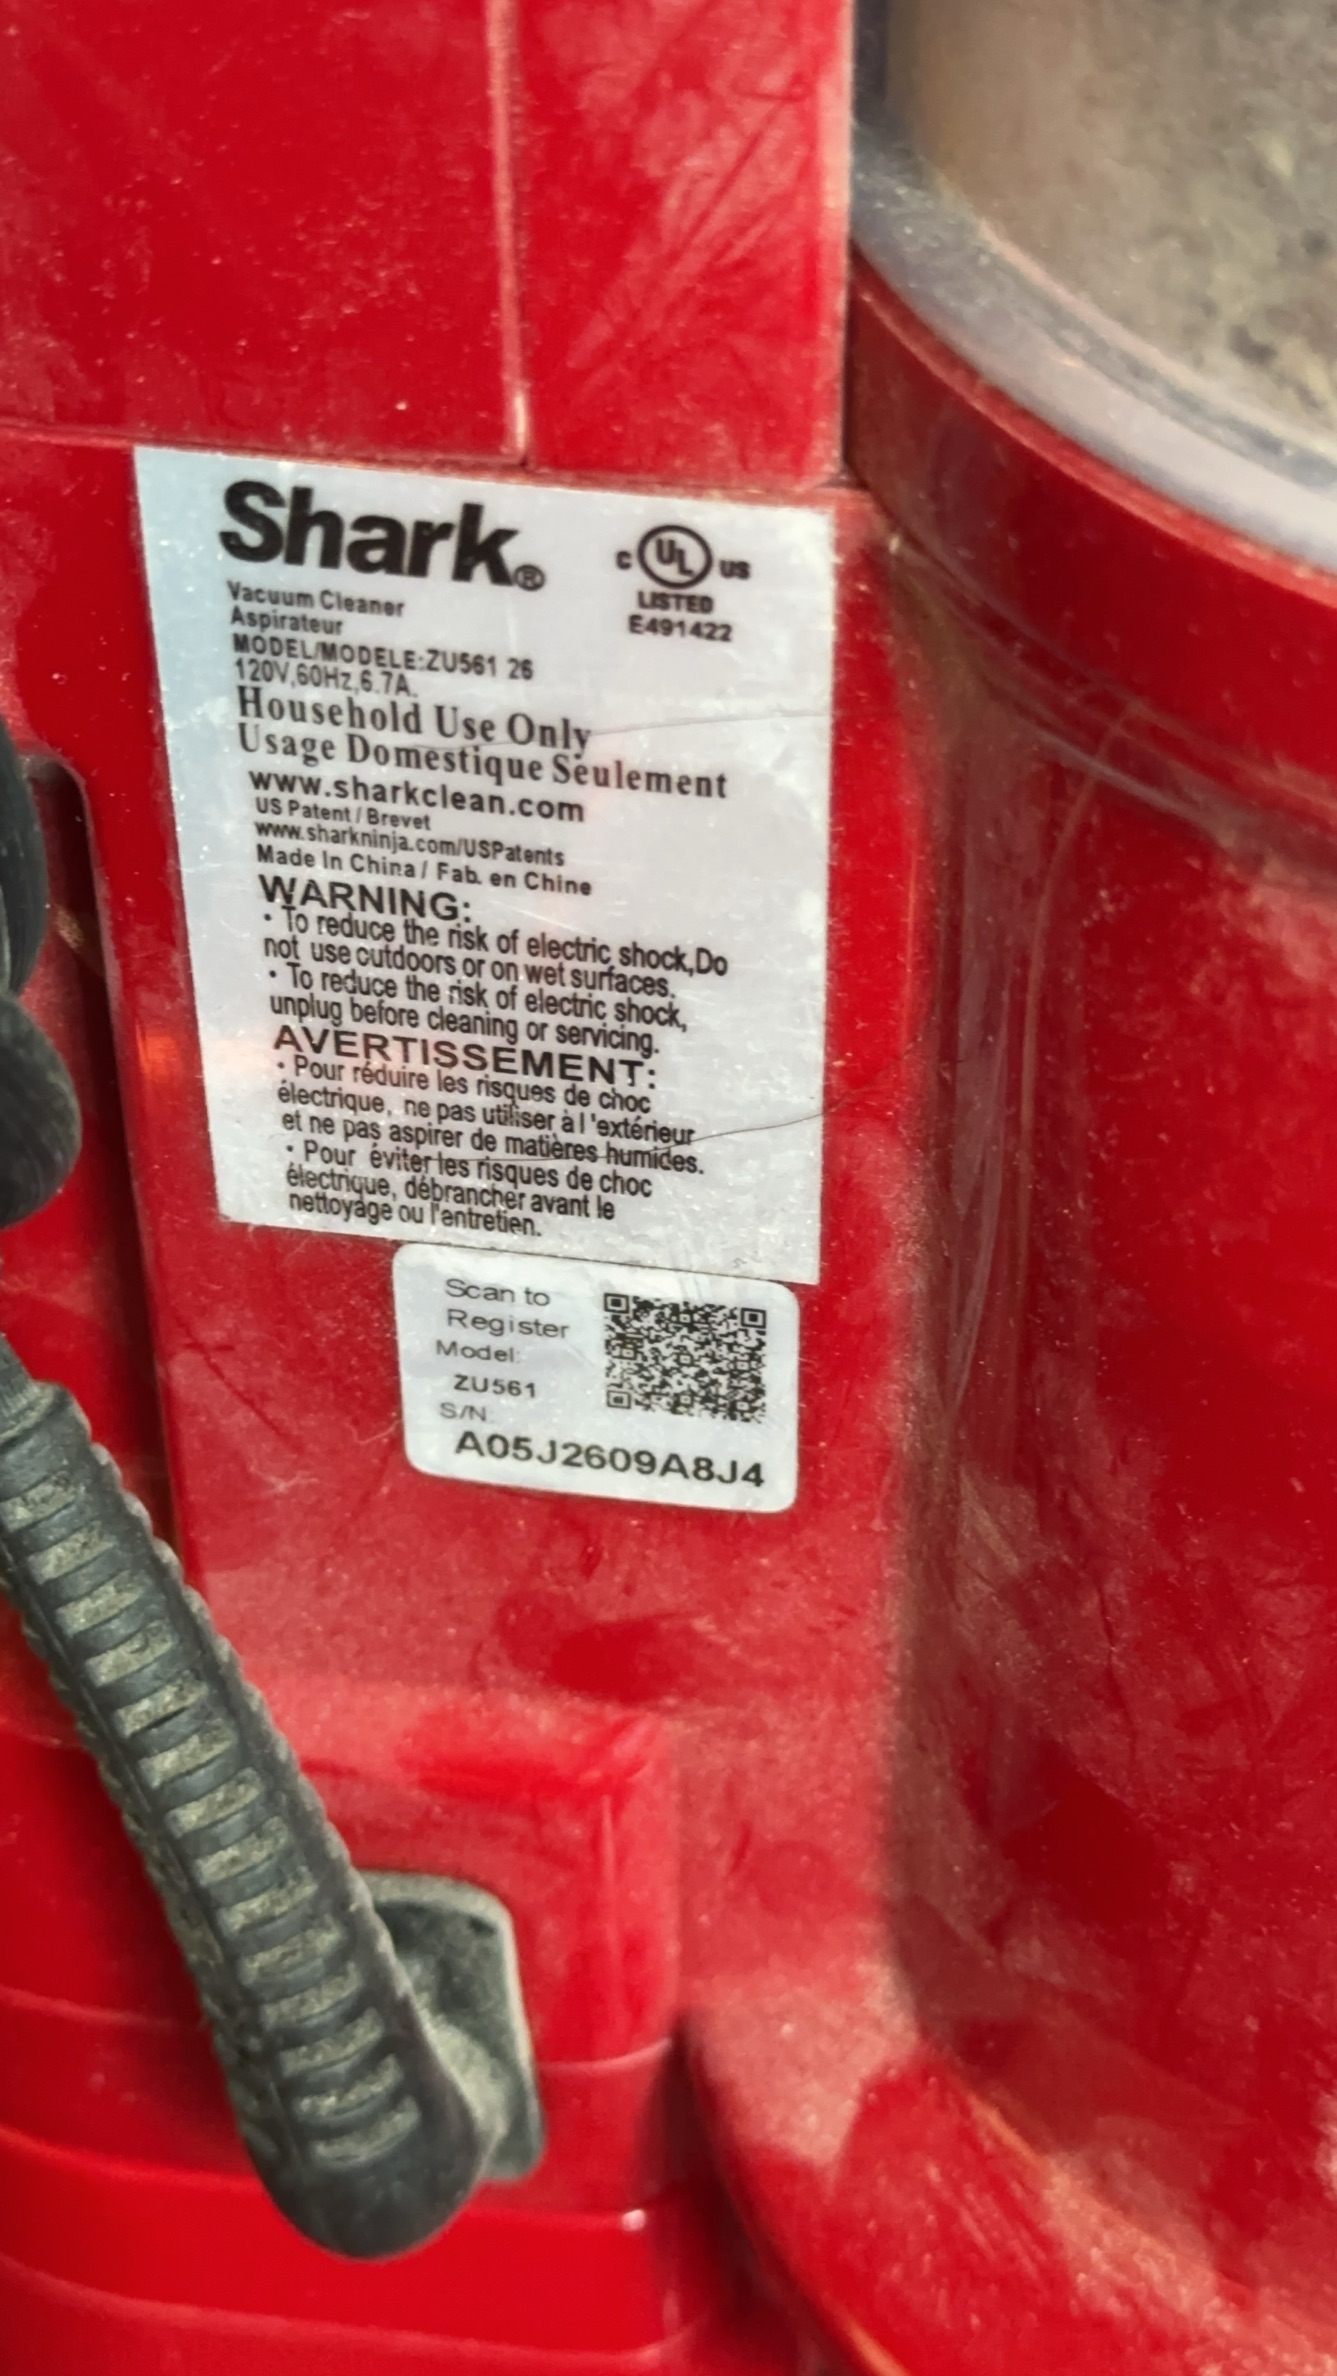 Shark®
C UL US
LISTED
E491422
Vacuum Cleaner
Aspirateur
MODEL/MODELE:ZU561 26
120V,60Hz,6.7A.
Household Use Only
Usage Domestique Seulement
www.sharkclean.com
US Patent / Brevet
www.sharkninja.com/USPatents
Made In China / Fab. en Chine
WARNING:
· To reduce the risk of electric shock,Do
not use outdoors or on wet surfaces.
· To reduce the risk of electric shock,
unplug before cleaning or servicing.
AVERTISSEMENT:
· Pour réduire les risques de choc
électrique, ne pas utiliser à l'extérieur
et ne pas aspirer de matières humides.
· Pour éviter les risques de choc
électrique, débrancher avant le
nettoyage ou l'entretien.
Scan to
Register
Model:
ZU561
S/N:
A05J2609A8J4